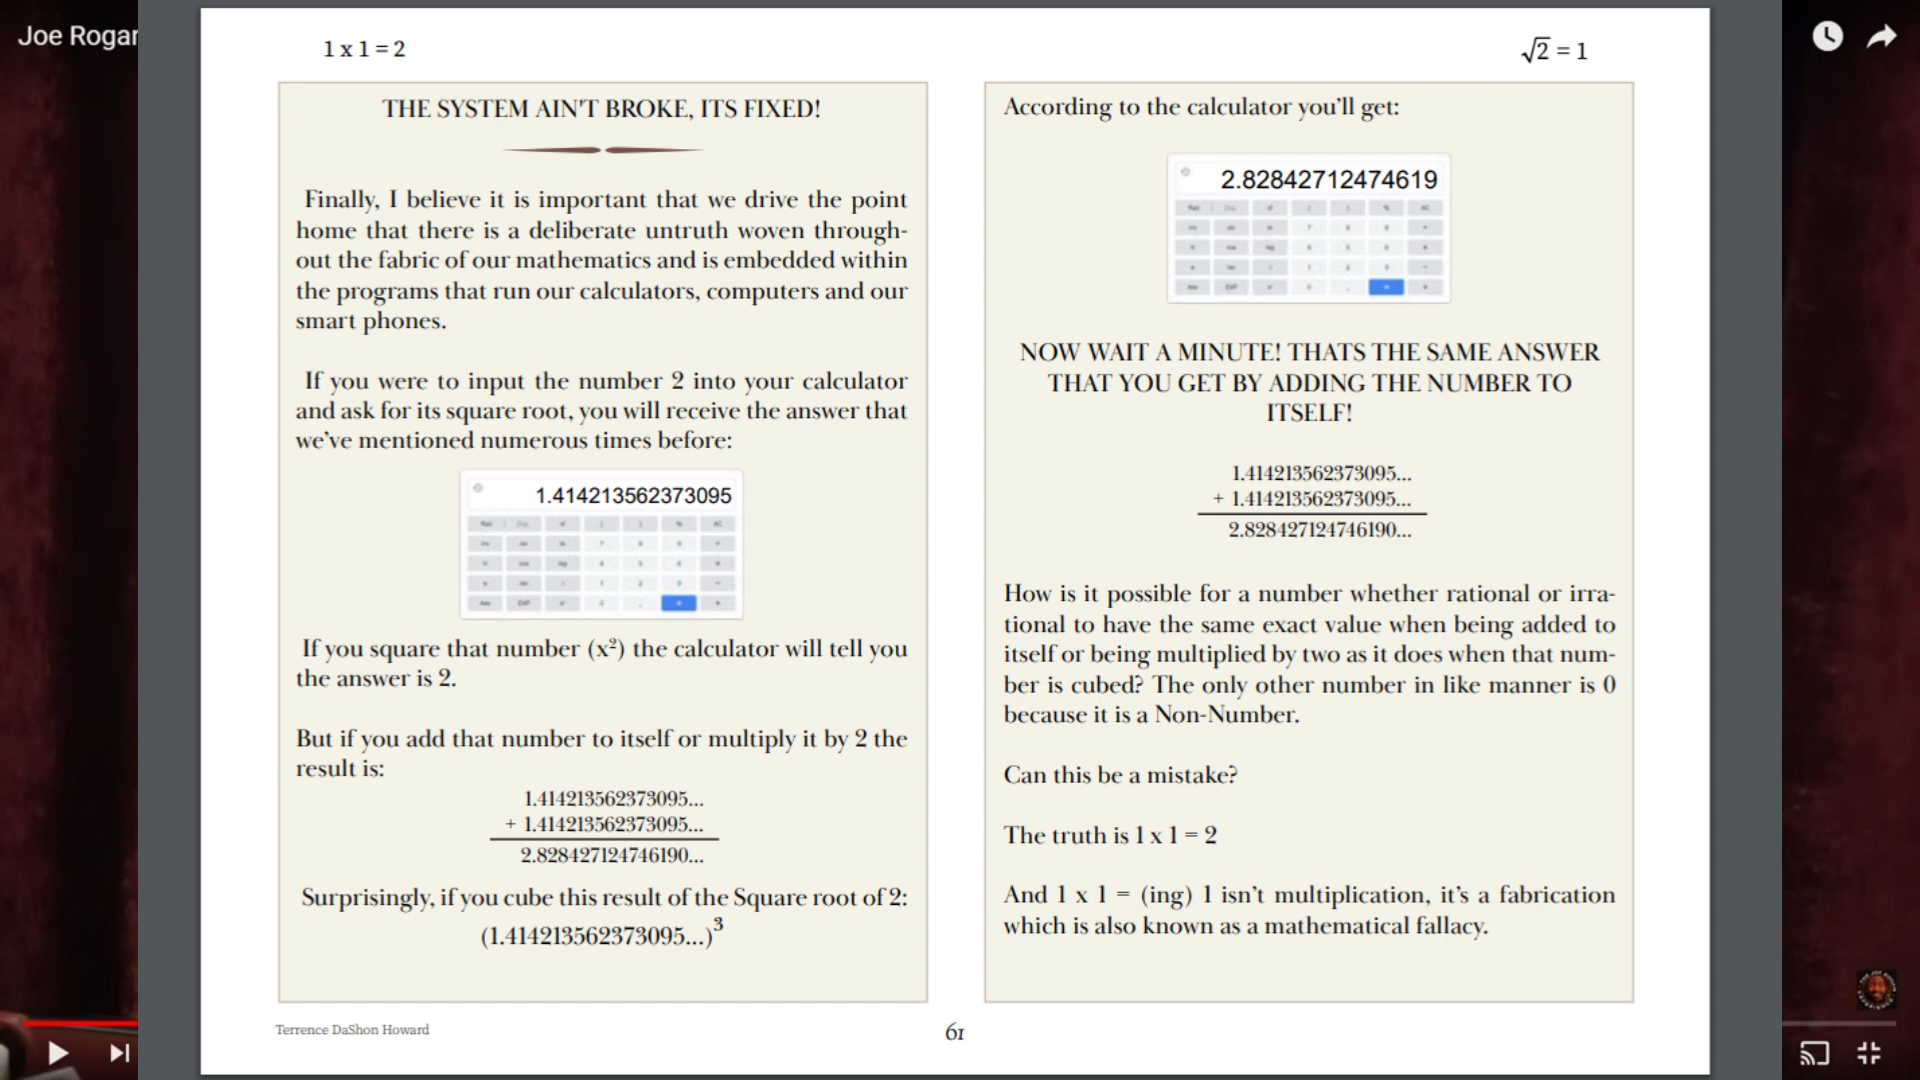 Joe Rogan
1 x 1 = 2
√2 = 1
THE SYSTEM AIN'T BROKE, ITS FIXED!
Finally, I believe it is important that we drive the point
home that there is a deliberate untruth woven through-
out the fabric of our mathematics and is embedded within
the programs that run our calculators, computers and our
smart phones.
If you were to input the number 2 into your calculator
and ask for its square root, you will receive the answer that
we've mentioned numerous times before:
1.414213562373095
If you square that number (x²) the calculator will tell you
the answer is 2.
But if you add that number to itself or multiply it by 2 the
result is:
1.414213562373095...
+ 1.414213562373095...
2.828427124746190...
Surprisingly, if you cube this result of the Square root of 2:
(1.414213562373095...)³
According to the calculator you'll get:
2.82842712474619
NOW WAIT A MINUTE! THATS THE SAME ANSWER
THAT YOU GET BY ADDING THE NUMBER TO
ITSELF!
1.414213562373095...
+ 1.414213562373095...
2.828427124746190...
How is it possible for a number whether rational or irra-
tional to have the same exact value when being added to
itself or being multiplied by two as it does when that num-
ber is cubed? The only other number in like manner is 0
because it is a Non-Number.
Can this be a mistake?
The truth is 1 x 1 = 2
And 1 x 1 = (ing) 1 isn't multiplication, it's a fabrication
which is also known as a mathematical fallacy.
Terrence DaShon Howard
61